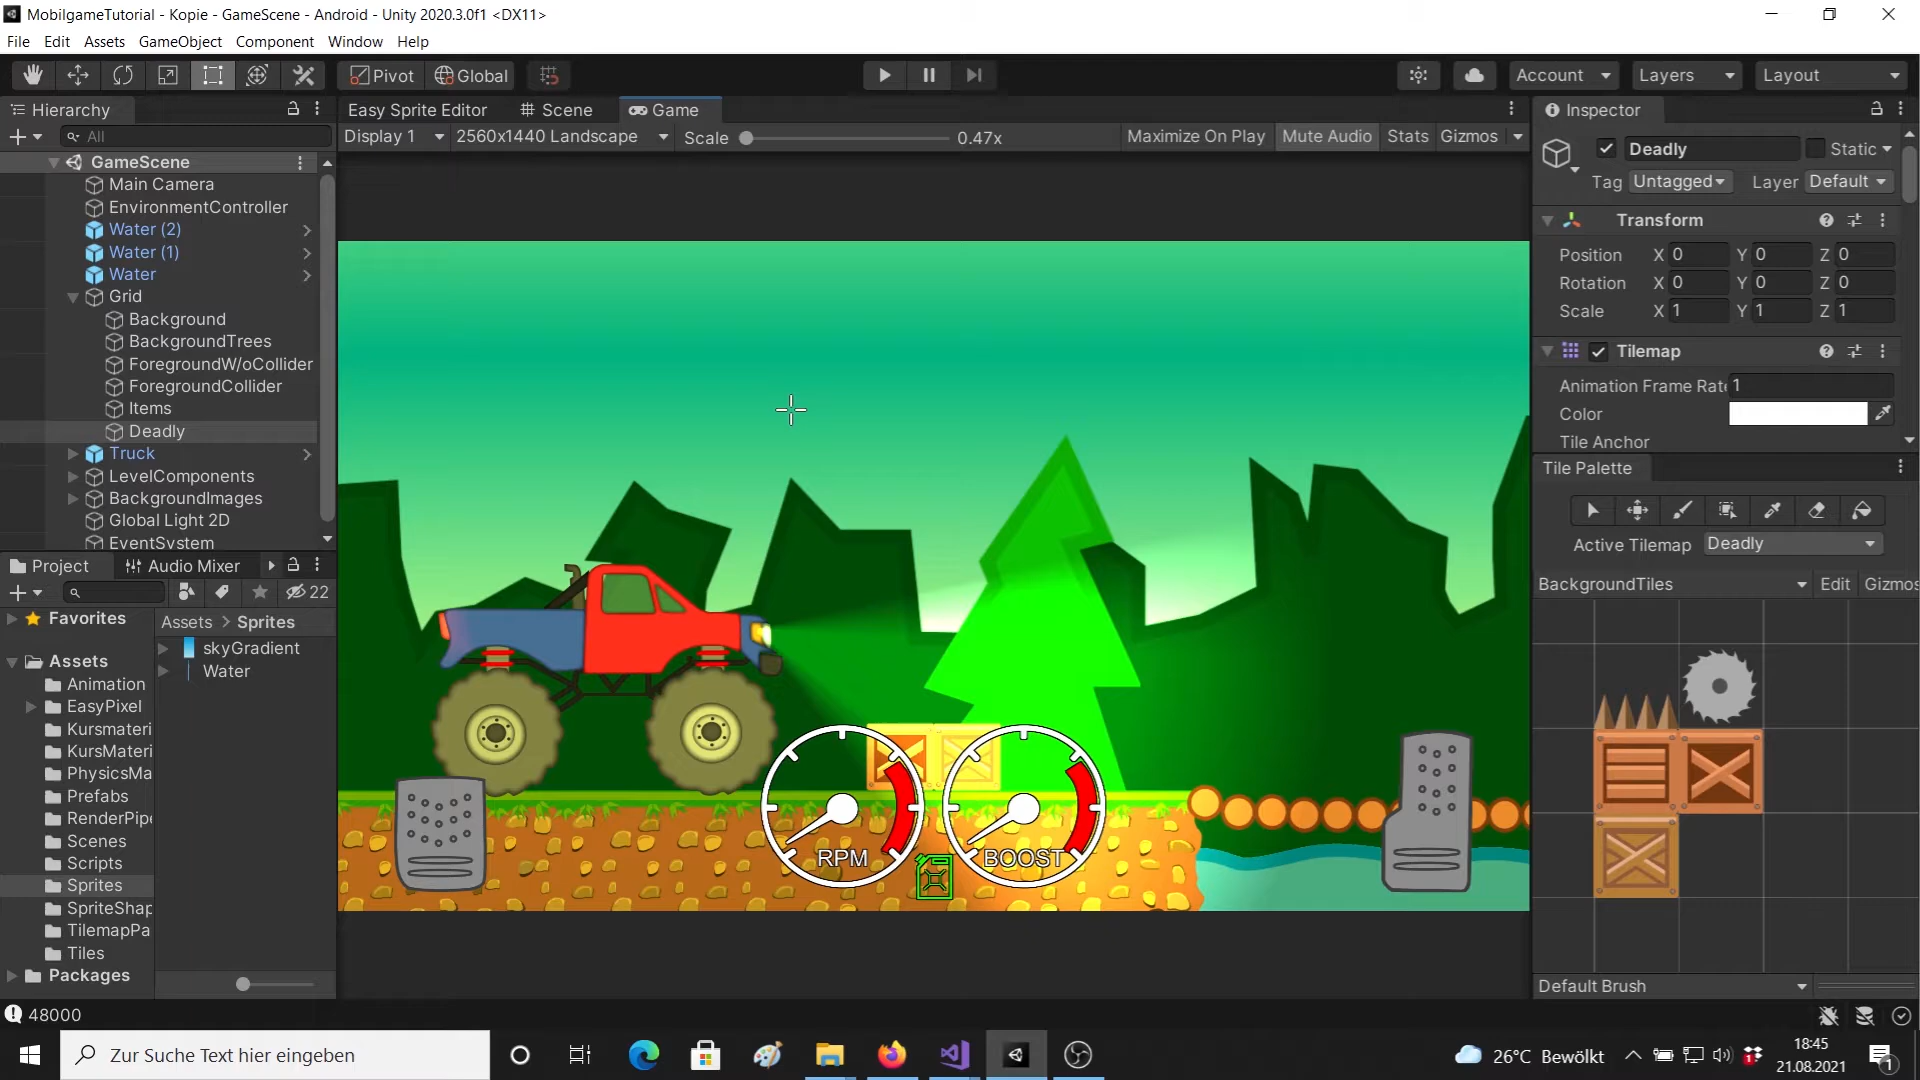 MobilgameTutorial - Kopie - GameScene - Android - Unity 2020.3.0f1 <DX11>
File Edit Assets GameObject Component Window Help
Pivot Global Account Layers Layout
Hierarchy
All
GameScene
Main Camera
EnvironmentController
Water (2)
Water (1)
Water
Grid
Background
BackgroundTrees
ForegroundW/oCollider
ForegroundCollider
Items
Deadly
Truck
LevelComponents
BackgroundImages
Global Light 2D
EventSystem
Easy Sprite Editor Scene Game
Display 1 2560x1440 Landscape Scale 0.47x Maximize On Play Mute Audio Stats Gizmos
RPM
BOOST
Inspector
Deadly Static
Tag Untagged Layer Default
Transform
Position X 0 Y 0 Z 0
Rotation X 0 Y 0 Z 0
Scale X 1 Y 1 Z 1
Tilemap
Animation Frame Rate 1
Color
Tile Anchor
Tile Palette
Active Tilemap Deadly
BackgroundTiles Edit Gizmos
Default Brush
Project Audio Mixer
22
Favorites
Assets
Animation
EasyPixel
Kursmateri
KursMateri
PhysicsMa
Prefabs
RenderPipe
Scenes
Scripts
Sprites
SpriteShap
TilemapPa
Tiles
Packages
Assets > Sprites
skyGradient
Water
48000
Zur Suche Text hier eingeben
26°C Bewölkt
18:45
21.08.2021
1